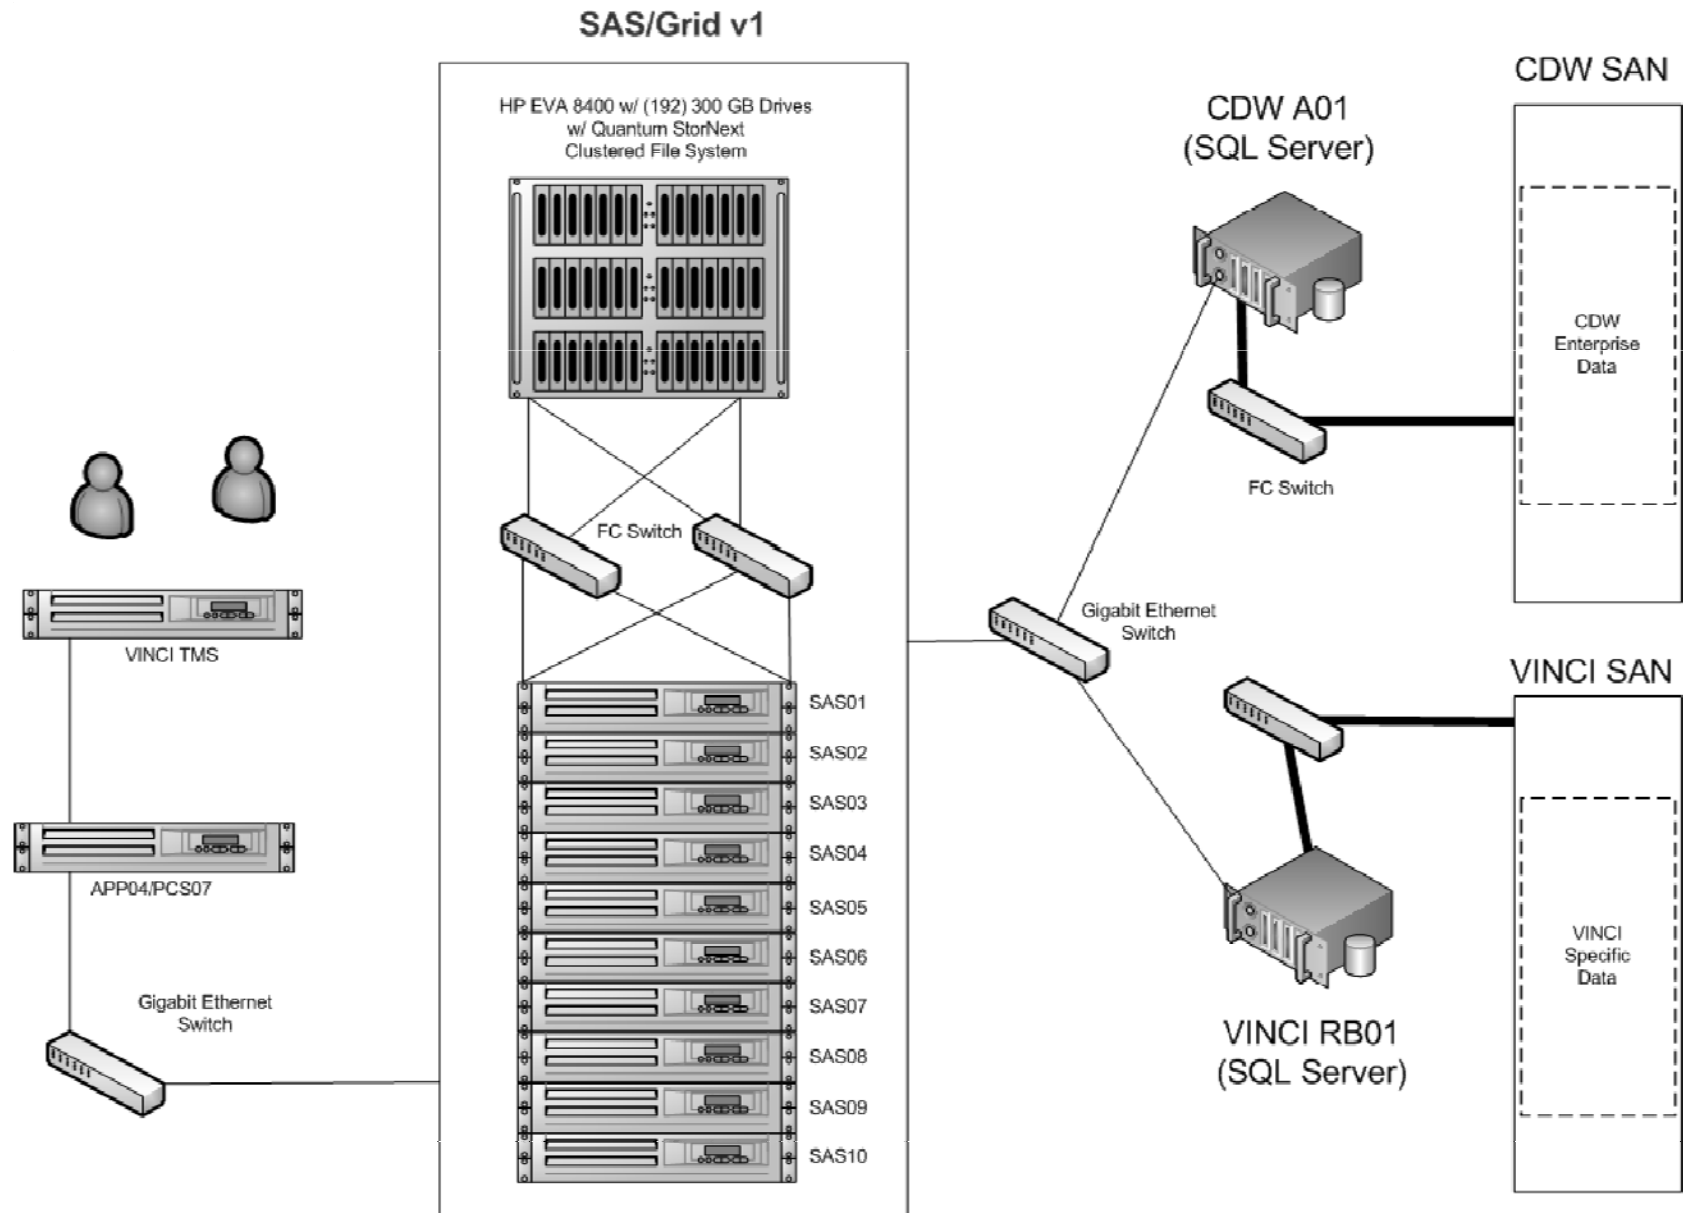 SAS/Grid v1
HP EVA 8400 w/ (192) 300 GB Drives
w/ Quantum StorNext
Clustered File System
FC Switch
SAS01
SAS02
SAS03
SAS04
SAS05
SAS06
SAS07
SAS08
SAS09
SAS10
VINCI TMS
APP04/PCS07
Gigabit Ethernet
Switch
Gigabit Ethernet
Switch
CDW A01
(SQL Server)
FC Switch
CDW SAN
CDW
Enterprise
Data
VINCI SAN
VINCI
Specific
Data
VINCI RB01
(SQL Server)